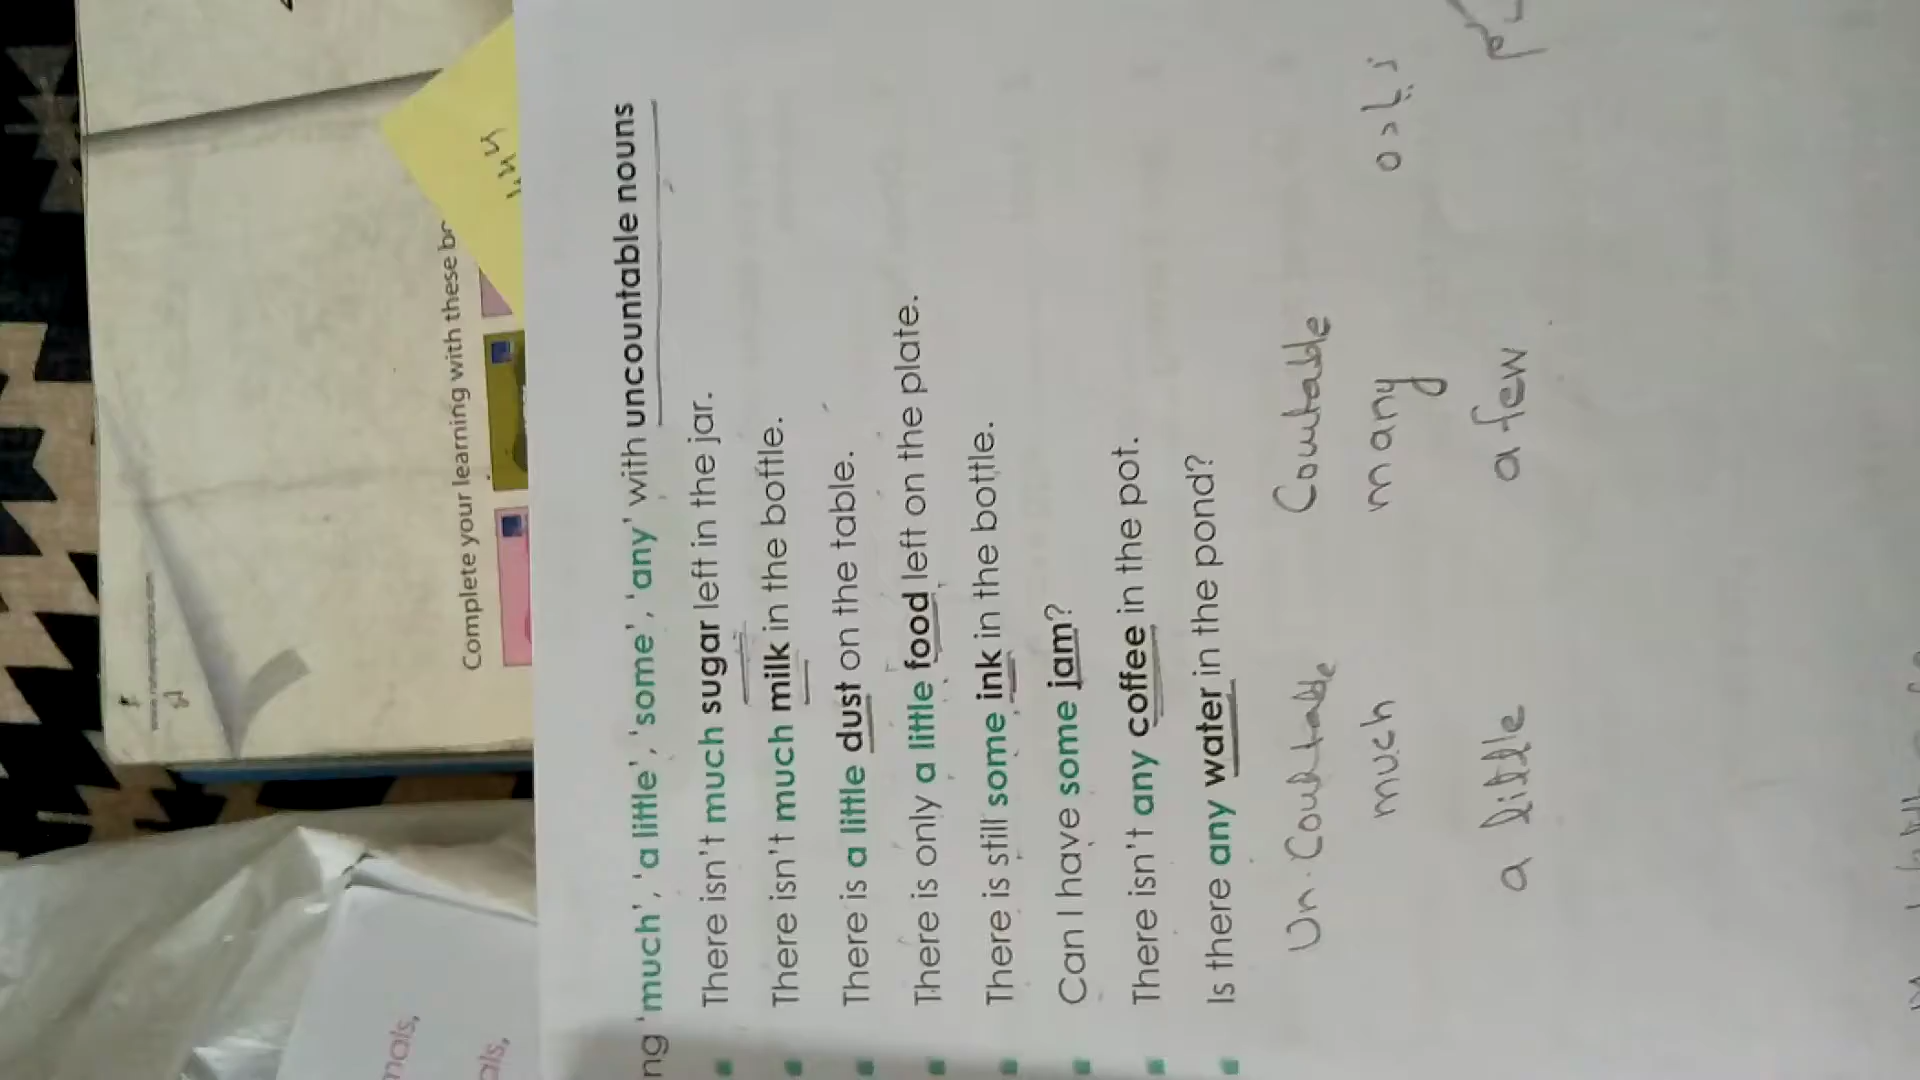 Complete your learning with these
'much', 'a little', 'some', 'any' with uncountable nouns
There isn't much sugar left in the jar.
There isn't much milk in the bottle.
There is a little dust on the table.
There is only a little food left on the plate.
There is still some ink in the bottle.
Can I have some jam?
There isn't any coffee in the pot.
Is there any water in the pond?
Un.Countable Countable
much many
a little a few